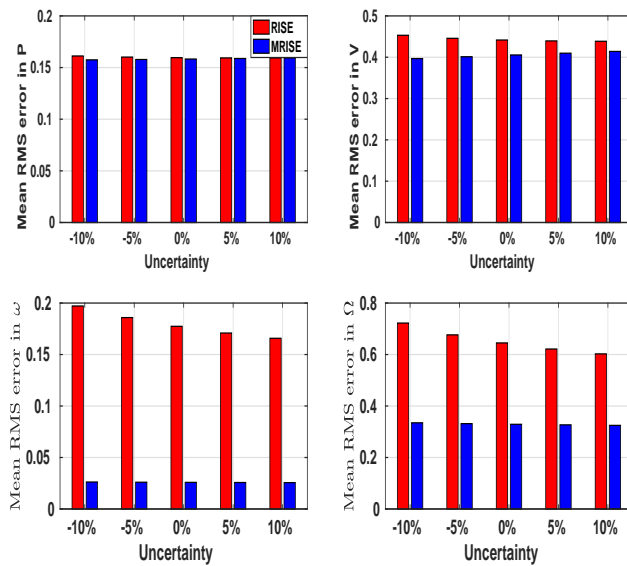 0.2
0.15
0.1
0.05
0
Mean RMS error in P
RISE
MRISE
-10% -5% 0% 5% 10%
Uncertainty
0.5
0.4
0.3
0.2
0.1
0
Mean RMS error in V
-10% -5% 0% 5% 10%
Uncertainty
0.2
0.15
0.1
0.05
0
Mean RMS error in ω
-10% -5% 0% 5% 10%
Uncertainty
0.8
0.6
0.4
0.2
0
Mean RMS error in Ω
-10% -5% 0% 5% 10%
Uncertainty